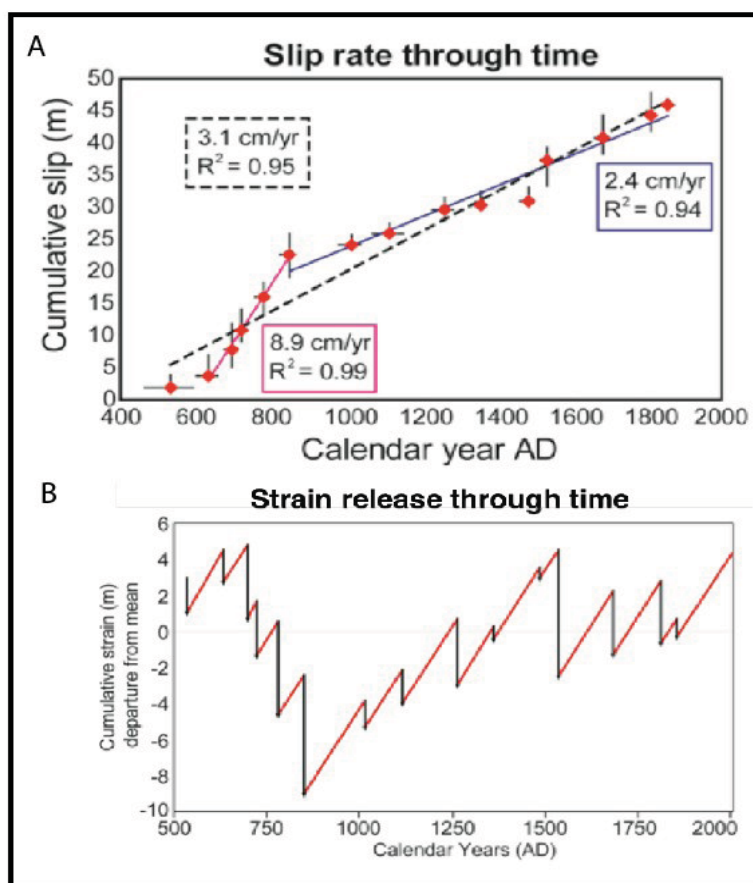 A
Slip rate through time
Cumulative slip (m)
50
45
40
35
30
25
20
15
10
5
0
3.1 cm/yr
R² = 0.95
2.4 cm/yr
R² = 0.94
8.9 cm/yr
R² = 0.99
400 600 800 1000 1200 1400 1600 1800 2000
Calendar year AD
B
Strain release through time
Cumulative strain (m)
departure from mean
6
4
2
0
-2
-4
-6
-8
-10
500 750 1000 1250 1500 1750 2000
Calendar Years (AD)